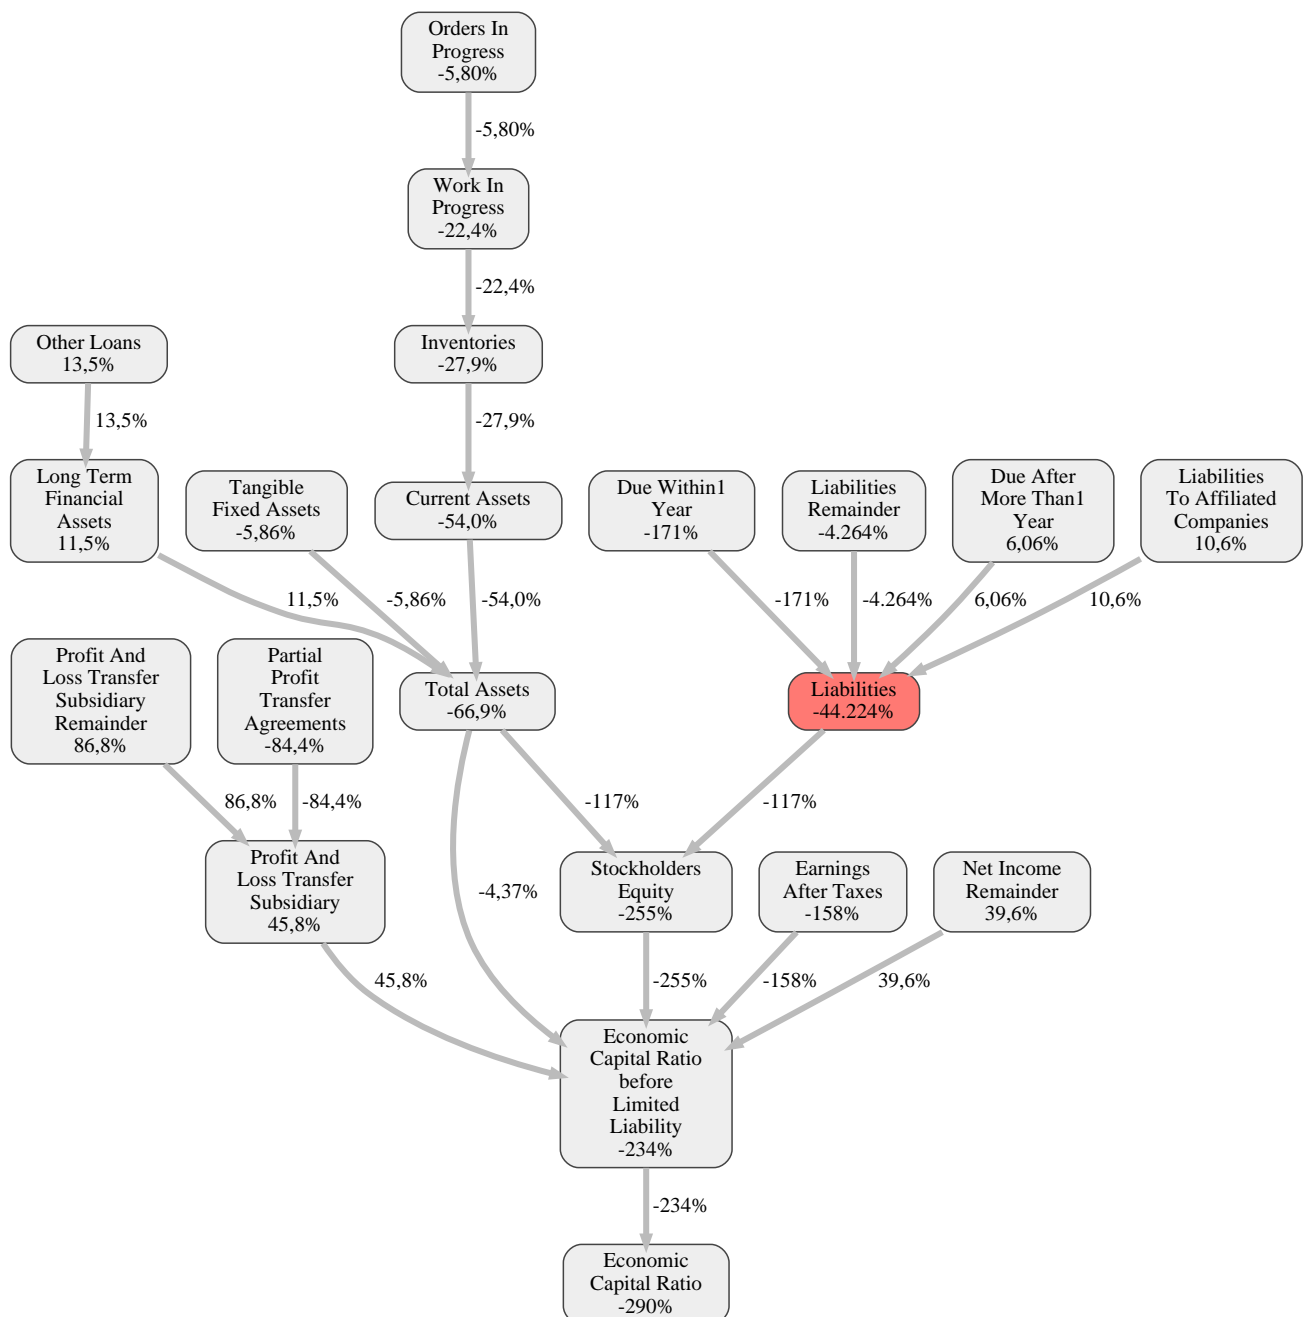 Orders In
Progress
-5,80%
-5,80%
Work In
Progress
-22,4%
-22,4%
Other Loans
13,5%
Inventories
-27,9%
13,5%
-27,9%
Long Term
Financial
Assets
11,5%
Tangible
Fixed Assets
-5,86%
Current Assets
-54,0%
Due Within1
Year
-171%
Liabilities
Remainder
-4.264%
Due After
More Than1
Year
6,06%
Liabilities
To Affiliated
Companies
10,6%
11,5%
-5,86%
-54,0%
-171%
-4.264%
6,06%
10,6%
Profit And
Loss Transfer
Subsidiary
Remainder
86,8%
Partial
Profit
Transfer
Agreements
-84,4%
Total Assets
-66,9%
Liabilities
-44.224%
86,8%
-84,4%
-117%
-117%
Profit And
Loss Transfer
Subsidiary
45,8%
-4,37%
Stockholders
Equity
-255%
Earnings
After Taxes
-158%
Net Income
Remainder
39,6%
45,8%
-255%
-158%
39,6%
Economic
Capital Ratio
before
Limited
Liability
-234%
-234%
Economic
Capital Ratio
-290%